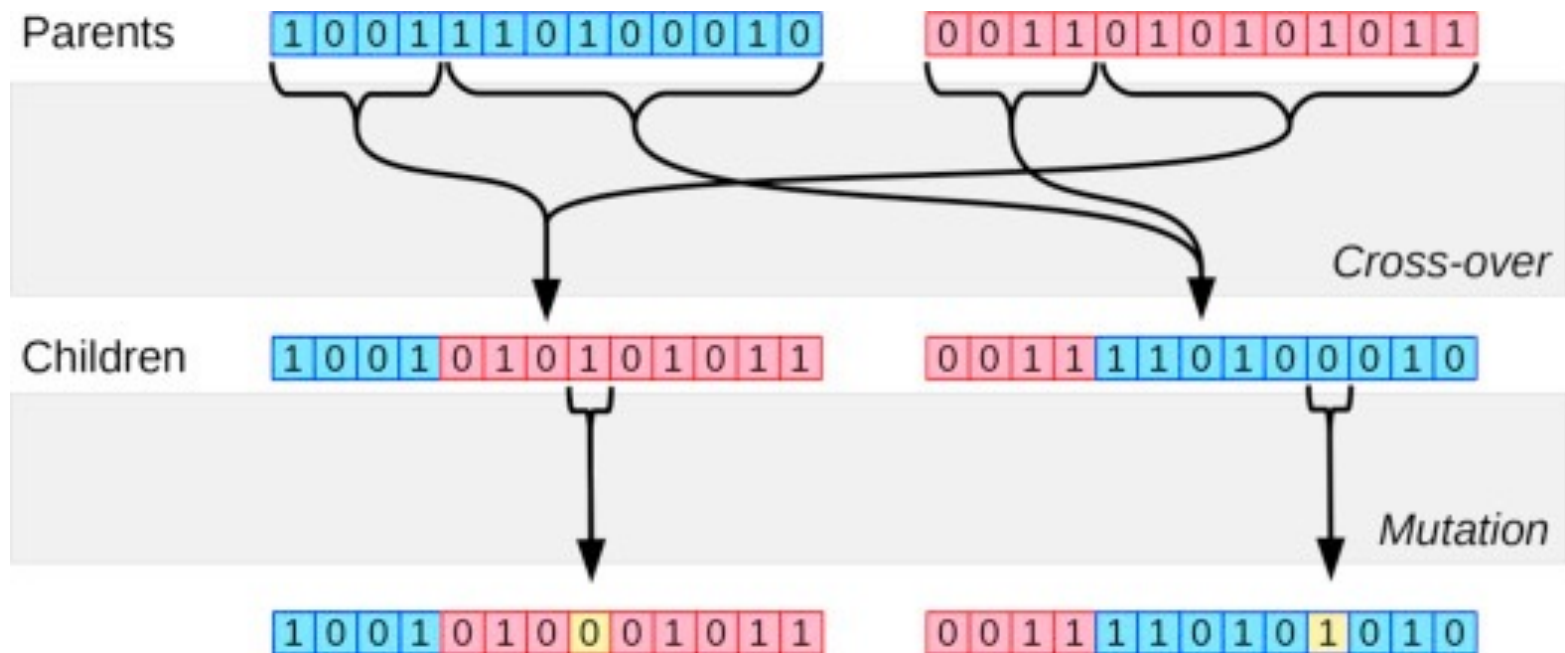 Parents 1 0 0 1 1 1 0 1 0 0 0 1 0 0 0 1 1 0 1 0 1 0 1 0 1 1
Cross-over
Children 1 0 0 1 0 1 0 1 0 1 0 1 1 0 0 1 1 1 1 0 1 0 0 0 1 0
Mutation
1 0 0 1 0 1 0 0 0 1 0 1 1 0 0 1 1 1 1 0 1 0 1 0 1 0